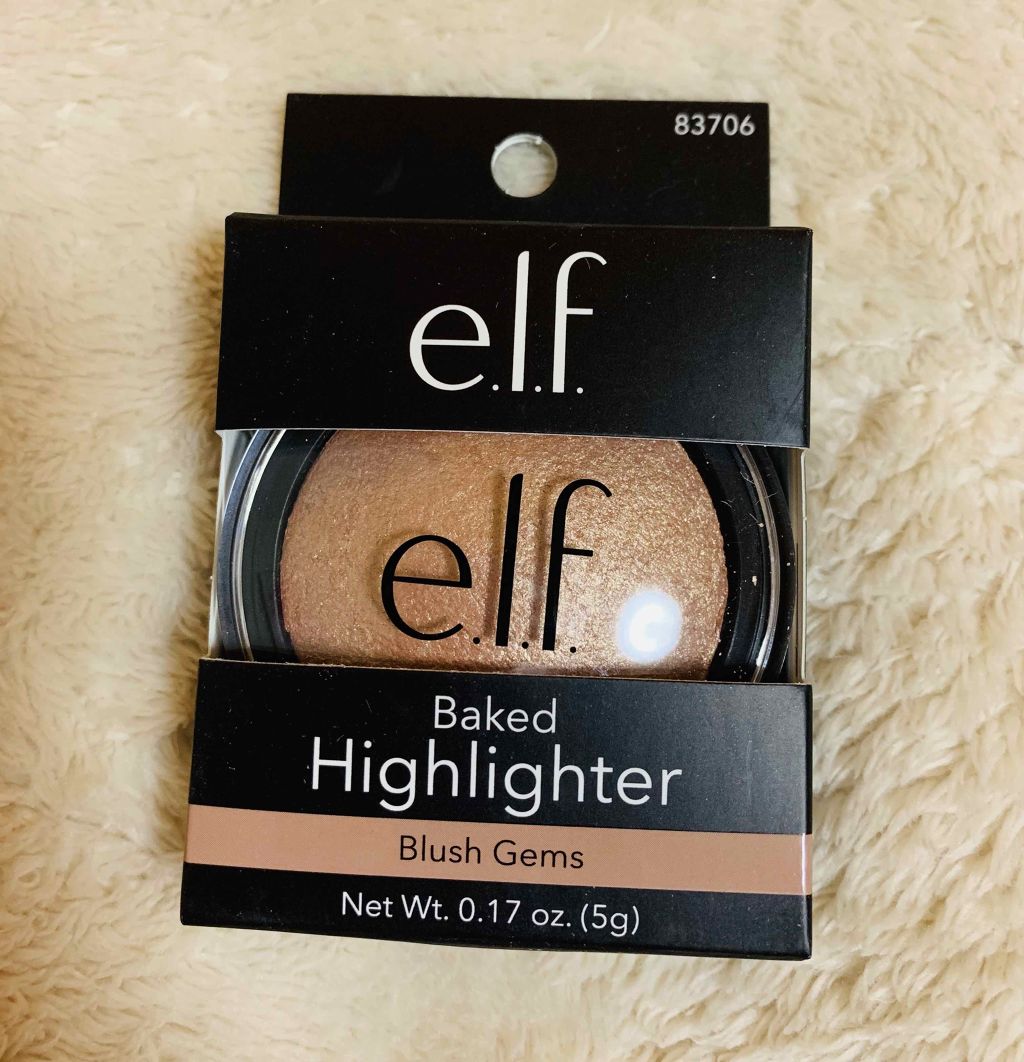 83706
e.l.f.
e.l.f.
Baked
Highlighter
Blush Gems
Net Wt. 0.17 oz. (5g)